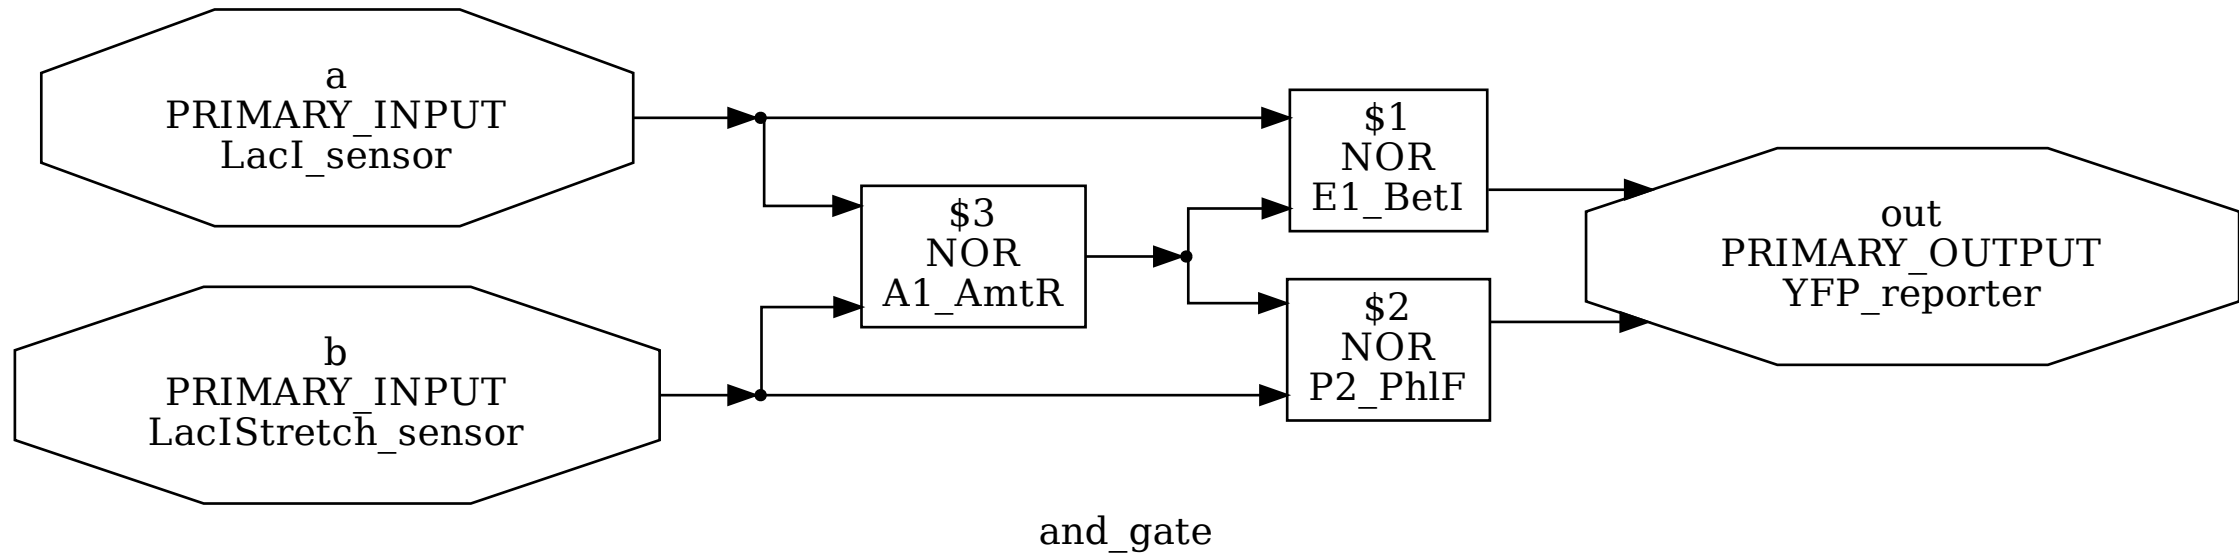 a
PRIMARY_INPUT
LacI_sensor
b
PRIMARY_INPUT
LacIStretch_sensor
$3
NOR
A1_AmtR
$1
NOR
E1_BetI
$2
NOR
P2_PhlF
out
PRIMARY_OUTPUT
YFP_reporter
and_gate